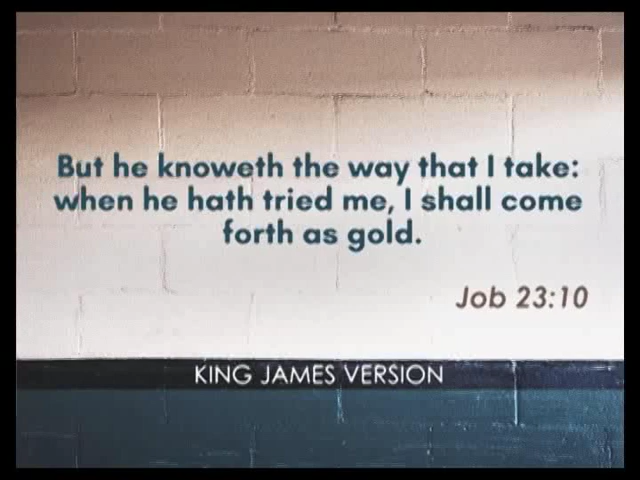 But he knoweth the way that I take:
when he hath tried me, I shall come
forth as gold.
Job 23:10
KING JAMES VERSION